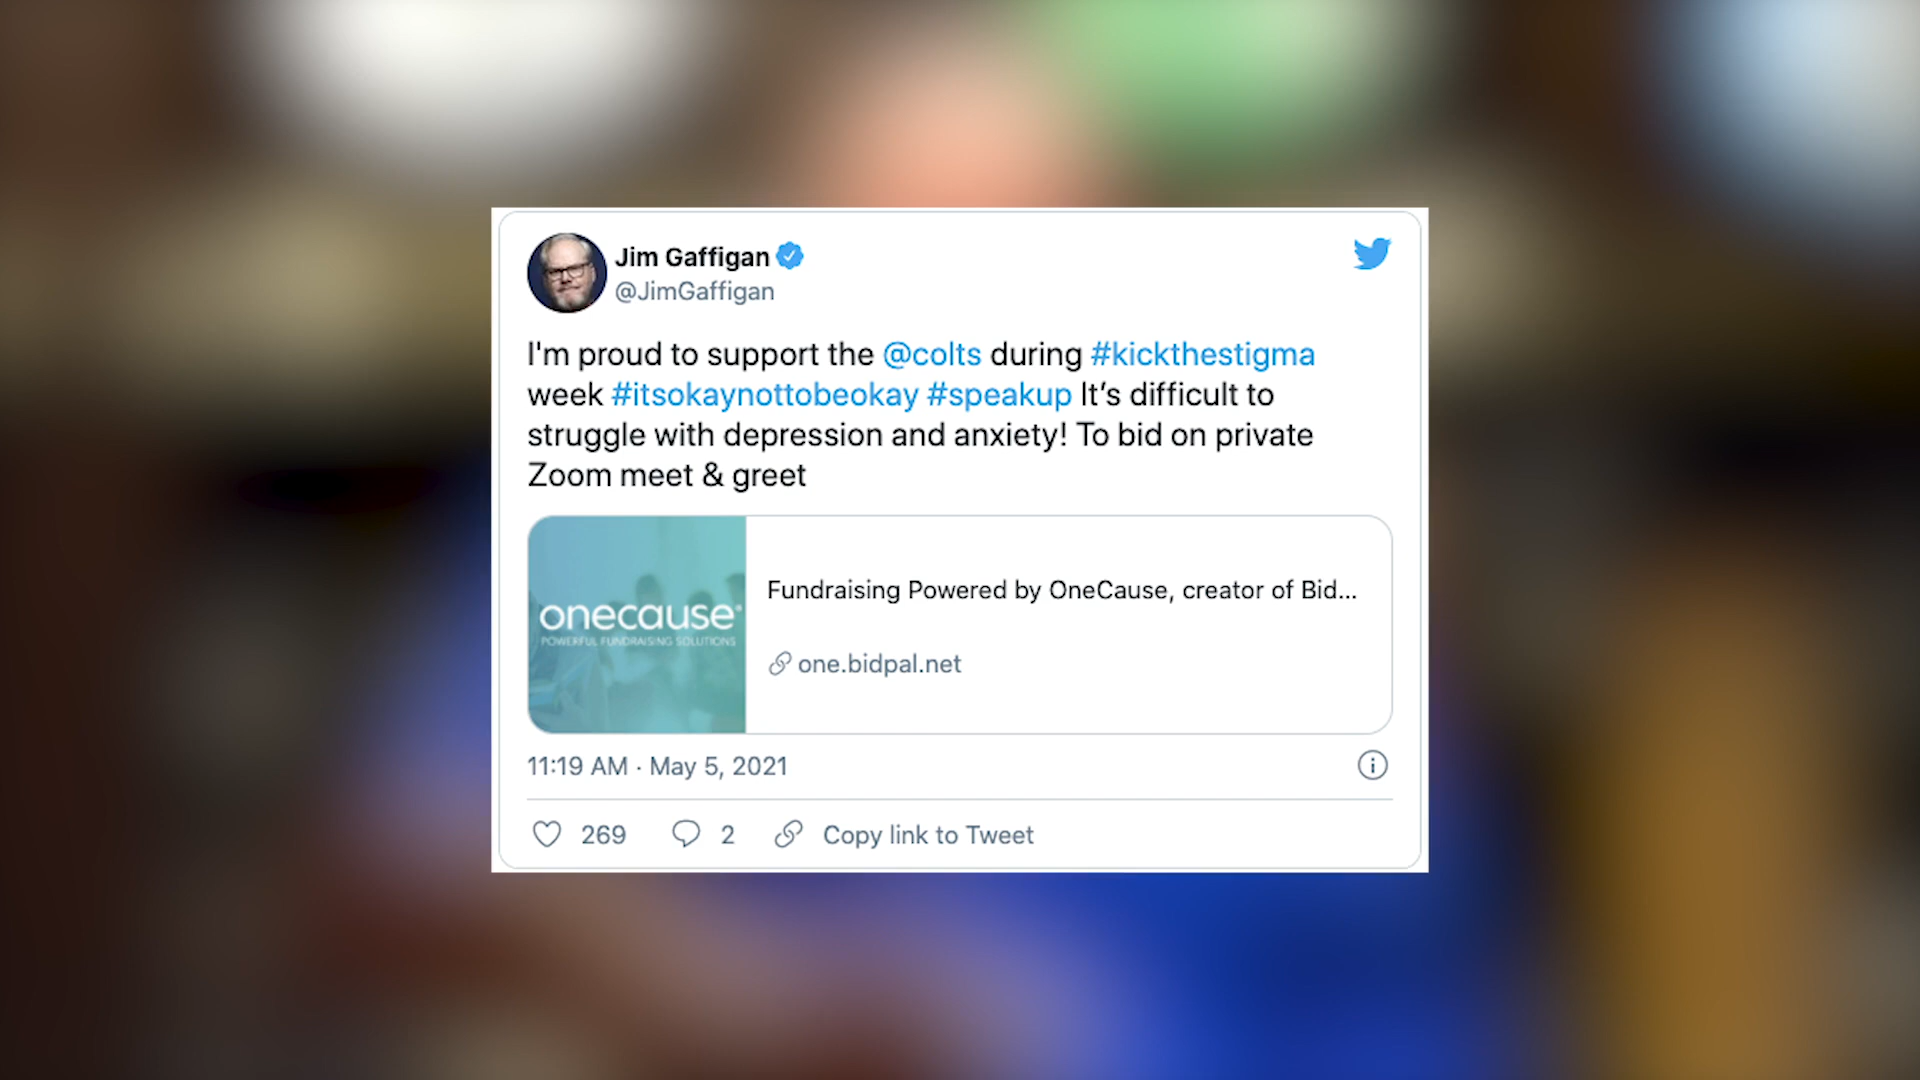 Jim Gaffigan
@JimGaffigan
I'm proud to support the @colts during #kickthestigma
week #itsokaynottobeokay #speakup It’s difficult to
struggle with depression and anxiety! To bid on private
Zoom meet & greet
onecause®
POWERFUL FUNDRAISING SOLUTIONS
Fundraising Powered by OneCause, creator of Bid...
one.bidpal.net
11:19 AM · May 5, 2021
269 2 Copy link to Tweet